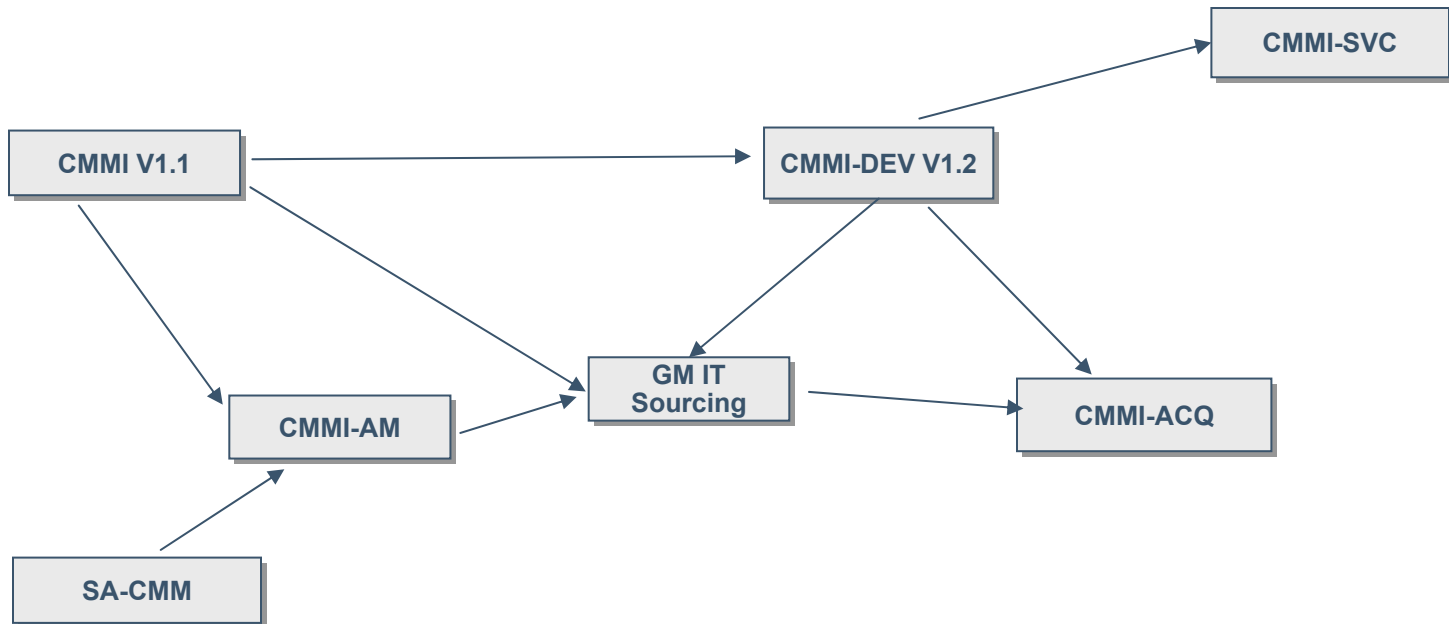 CMMI-SVC
CMMI V1.1
CMMI-DEV V1.2
GM IT
Sourcing
CMMI-AM
CMMI-ACQ
SA-CMM